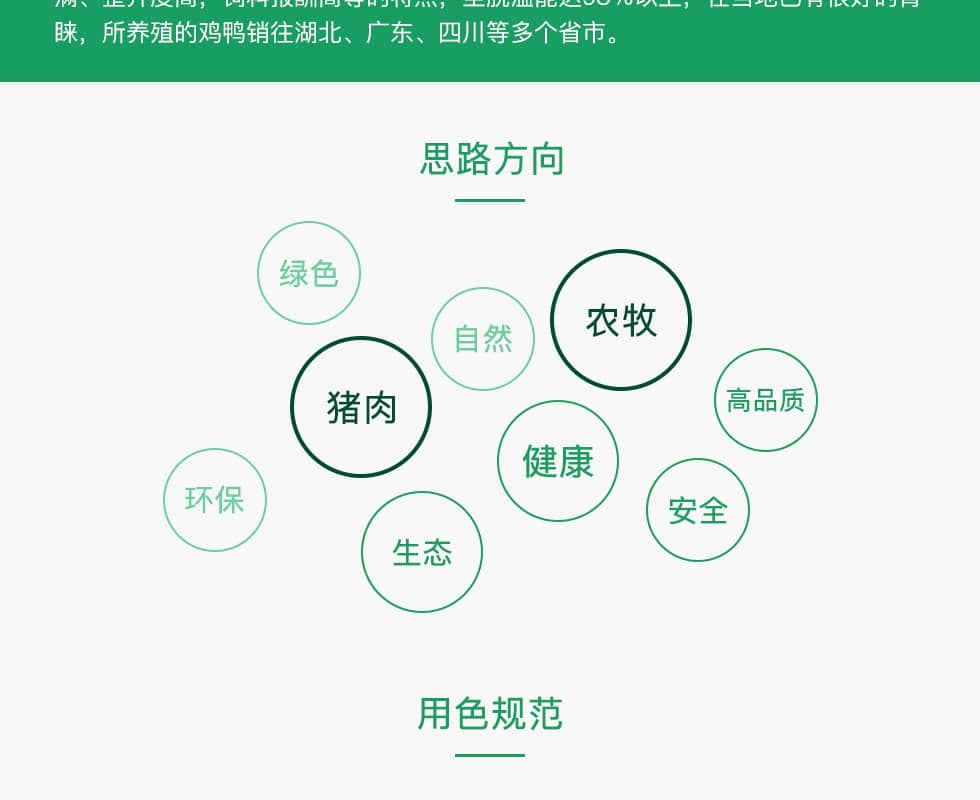 睐，所养殖的鸡鸭销往湖北、广东、四川等多个省市。
思路方向
绿色
农牧
自然
猪肉
高品质
健康
环保
安全
生态
用色规范